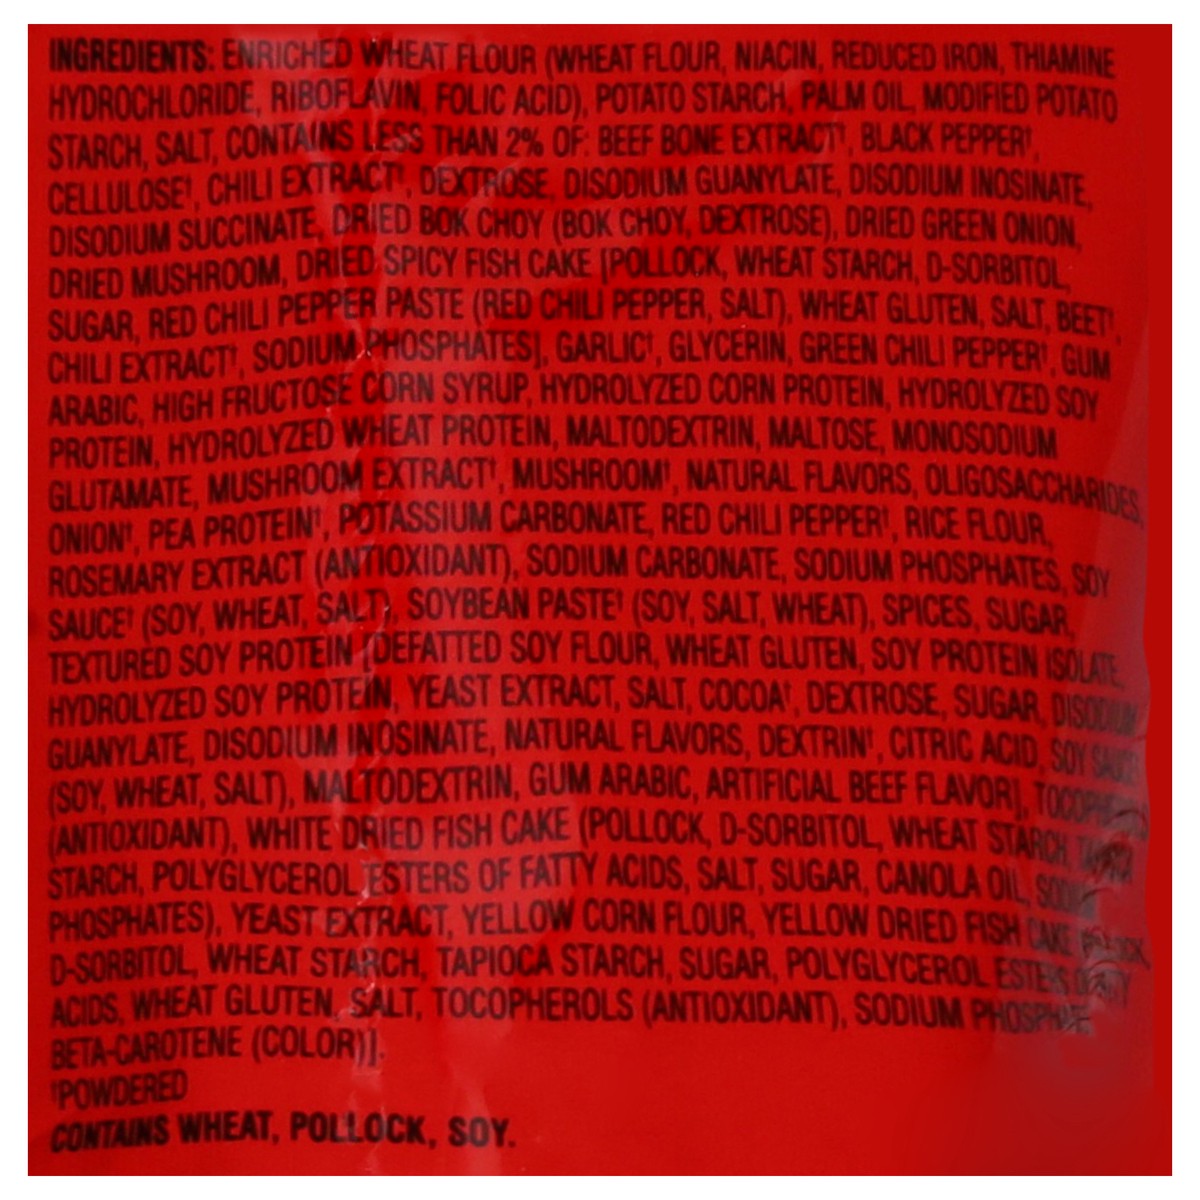 INGREDIENTS: ENRICHED WHEAT FLOUR (WHEAT FLOUR, NIACIN, REDUCED IRON, THIAMINE
HYDROCHLORIDE, RIBOFLAVIN, FOLIC ACID), POTATO STARCH, PALM OIL, MODIFIED POTATO
STARCH, SALT, CONTAINS LESS THAN 2% OF: BEEF BONE EXTRACT†, BLACK PEPPER†,
CELLULOSE†, CHILI EXTRACT†, DEXTROSE, DISODIUM GUANYLATE, DISODIUM INOSINATE,
DISODIUM SUCCINATE, DRIED BOK CHOY (BOK CHOY, DEXTROSE), DRIED GREEN ONION,
DRIED MUSHROOM, DRIED SPICY FISH CAKE [POLLOCK, WHEAT STARCH, D-SORBITOL,
SUGAR, RED CHILI PEPPER PASTE (RED CHILI PEPPER, SALT), WHEAT GLUTEN, SALT, BEET†,
CHILI EXTRACT†, SODIUM PHOSPHATES], GARLIC†, GLYCERIN, GREEN CHILI PEPPER†, GUM
ARABIC, HIGH FRUCTOSE CORN SYRUP, HYDROLYZED CORN PROTEIN, HYDROLYZED SOY
PROTEIN, HYDROLYZED WHEAT PROTEIN, MALTODEXTRIN, MALTOSE, MONOSODIUM
GLUTAMATE, MUSHROOM EXTRACT†, MUSHROOM†, NATURAL FLAVORS, OLIGOSACCHARIDES,
ONION†, PEA PROTEIN†, POTASSIUM CARBONATE, RED CHILI PEPPER†, RICE FLOUR,
ROSEMARY EXTRACT (ANTIOXIDANT), SODIUM CARBONATE, SODIUM PHOSPHATES, SOY
SAUCE† (SOY, WHEAT, SALT), SOYBEAN PASTE† (SOY, SALT, WHEAT), SPICES, SUGAR,
TEXTURED SOY PROTEIN [DEFATTED SOY FLOUR, WHEAT GLUTEN, SOY PROTEIN ISOLATE,
HYDROLYZED SOY PROTEIN, YEAST EXTRACT, SALT, COCOA†, DEXTROSE, SUGAR, DISODIUM
GUANYLATE, DISODIUM INOSINATE, NATURAL FLAVORS, DEXTRIN†, CITRIC ACID, SOY SAUCE†
(SOY, WHEAT, SALT), MALTODEXTRIN, GUM ARABIC, ARTIFICIAL BEEF FLAVOR],
(ANTIOXIDANT), WHITE DRIED FISH CAKE (POLLOCK, D-SORBITOL, WHEAT STARCH,
STARCH, POLYGLYCEROL ESTERS OF FATTY ACIDS, SALT, SUGAR, CANOLA OIL,
PHOSPHATES), YEAST EXTRACT, YELLOW CORN FLOUR, YELLOW DRIED FISH CAKE
D-SORBITOL, WHEAT STARCH, TAPIOCA STARCH, SUGAR, POLYGLYCEROL ESTERS
ACIDS, WHEAT GLUTEN, SALT, TOCOPHEROLS (ANTIOXIDANT), SODIUM
BETA-CAROTENE (COLOR)].
†POWDERED
CONTAINS WHEAT, POLLOCK, SOY.